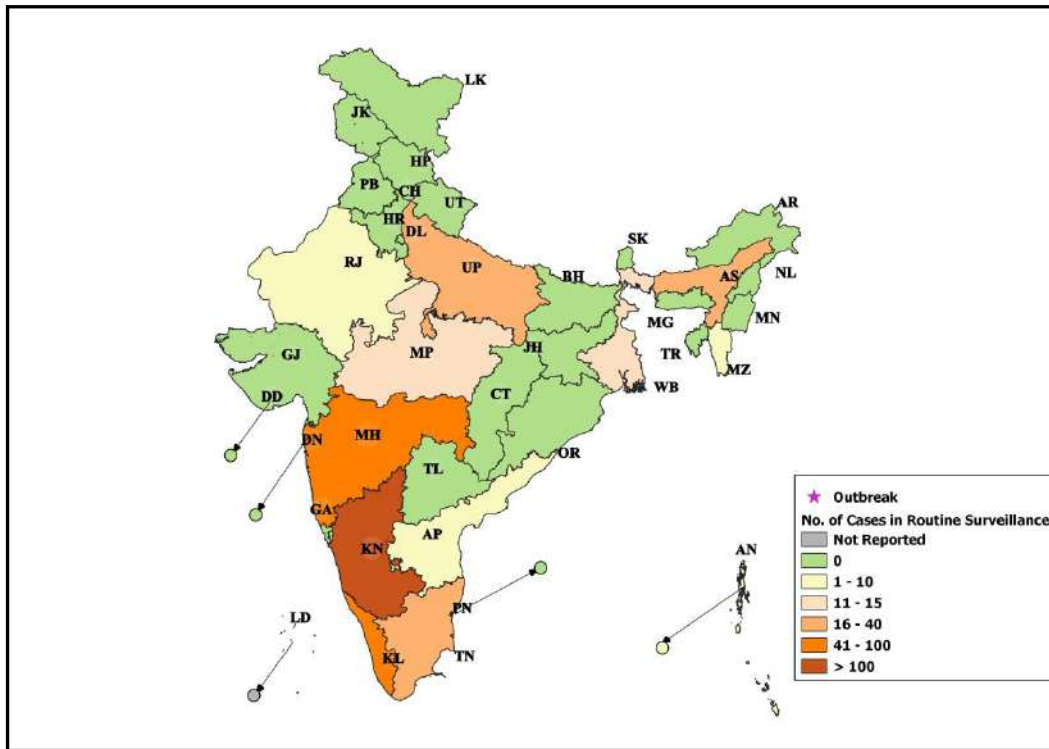 LK
JK
HP
PB
CH
UT
HR
DL
AR
SK
RJ
UP
BH
AS
NL
MG
MN
MP
JH
TR
MZ
GJ
WB
DD
CT
DN
MH
OR
TL
GA
KN
AP
AN
PN
LD
KL
TN
Outbreak
No. of Cases in Routine Surveillance
Not Reported
0
1 - 10
11 - 15
16 - 40
41 - 100
> 100